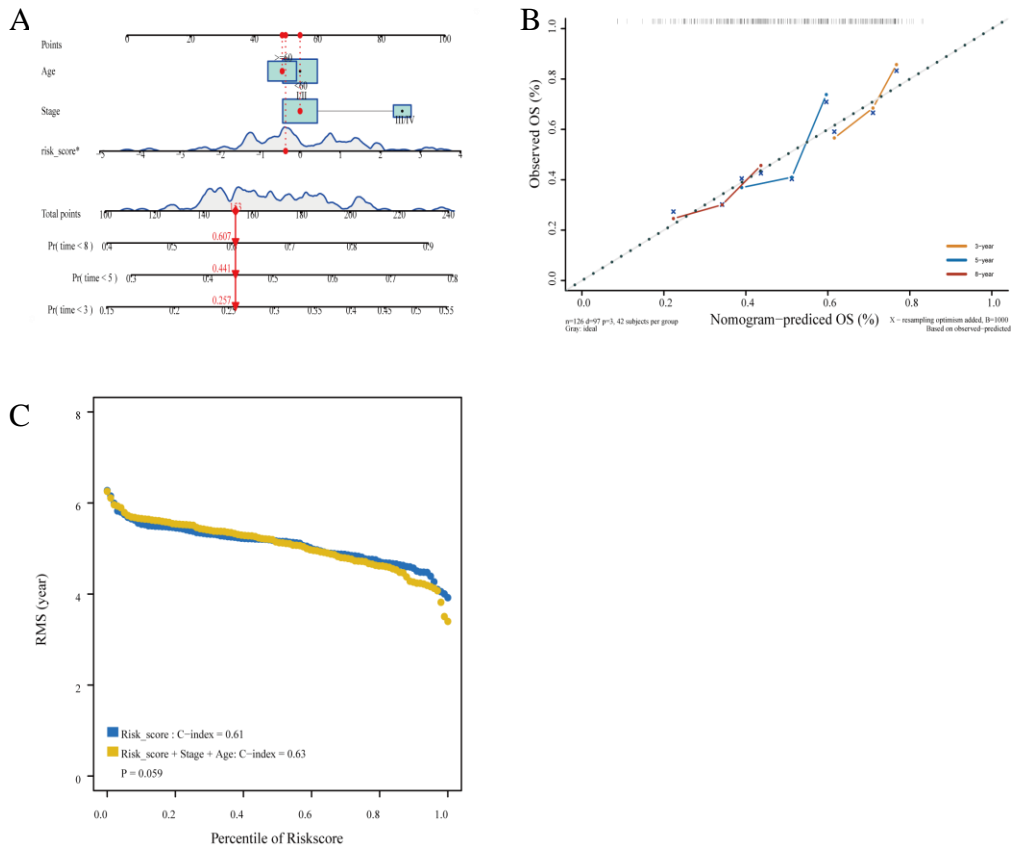 A
Points
0 20 40 60 80 100
Age
>=60
<60
Stage
I/II
III/IV
risk_score*
-5 -4 -3 -2 -1 0 1 2 3 4
Total points
100 120 140 160 180 200 220 240
153
Pr( time < 8 )
0.4 0.5 0.6 0.7 0.8 0.9
0.607
Pr( time < 5 )
0.3 0.4 0.5 0.6 0.7 0.8
0.441
Pr( time < 3 )
0.15 0.2 0.25 0.3 0.35 0.4 0.45 0.5 0.55
0.257
B
Observed OS (%)
0.0 0.2 0.4 0.6 0.8 1.0
3-year
5-year
8-year
0.0 0.2 0.4 0.6 0.8 1.0
Nomogram-prediced OS (%)
n=126 d=97 p=3, 42 subjects per group
Gray: ideal
X - resampling optimism added, B=1000
Based on observed-predicted
C
RMS (year)
0 2 4 6 8
Risk_score : C-index = 0.61
Risk_score + Stage + Age: C-index = 0.63
P = 0.059
0.0 0.2 0.4 0.6 0.8 1.0
Percentile of Riskscore